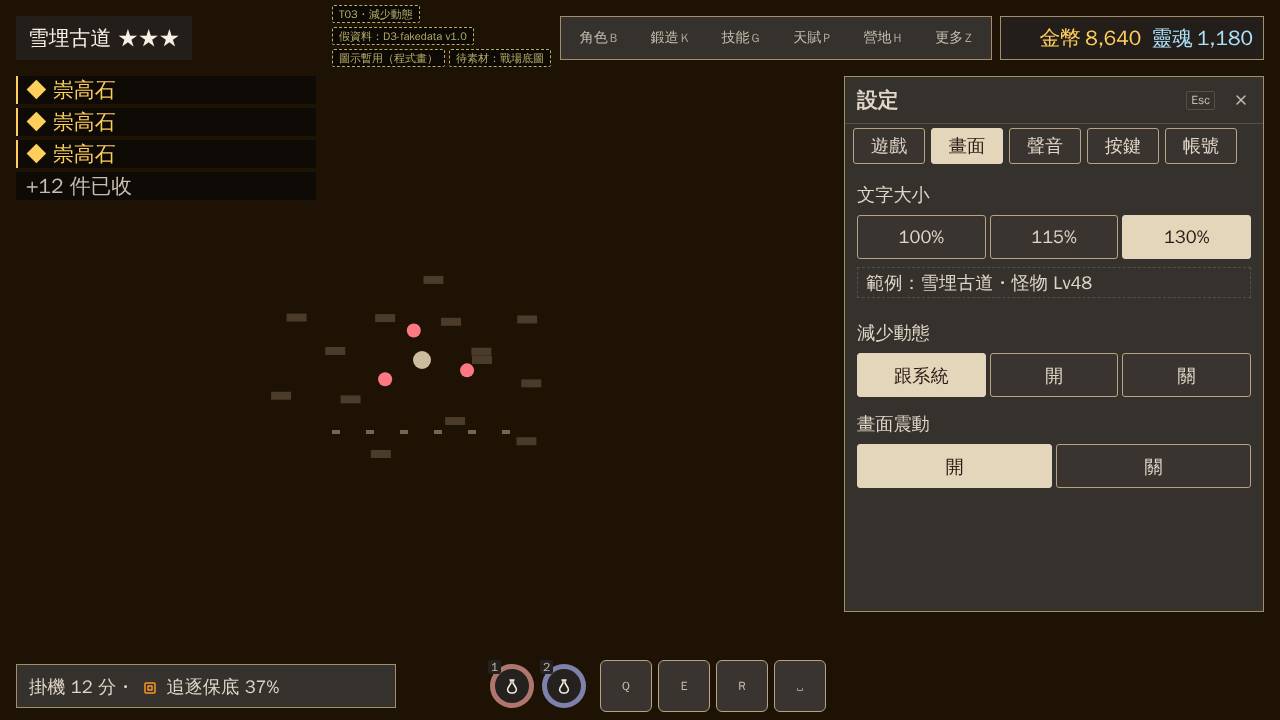 雪埋古道 ★★★
T03・減少動態
假資料：D3-fakedata v1.0
圖示暫用（程式畫） 待素材：戰場底圖
角色B 鍛造K 技能G 天賦P 營地H 更多Z
金幣 8,640 靈魂 1,180
◆ 崇高石
◆ 崇高石
◆ 崇高石
+12 件已收
設定 Esc ×
遊戲 畫面 聲音 按鍵 帳號
文字大小
100% 115% 130%
範例：雪埋古道・怪物 Lv48
減少動態
跟系統 開 關
畫面震動
開 關
掛機 12 分・ 追逐保底 37%
1 2 Q E R ⎵